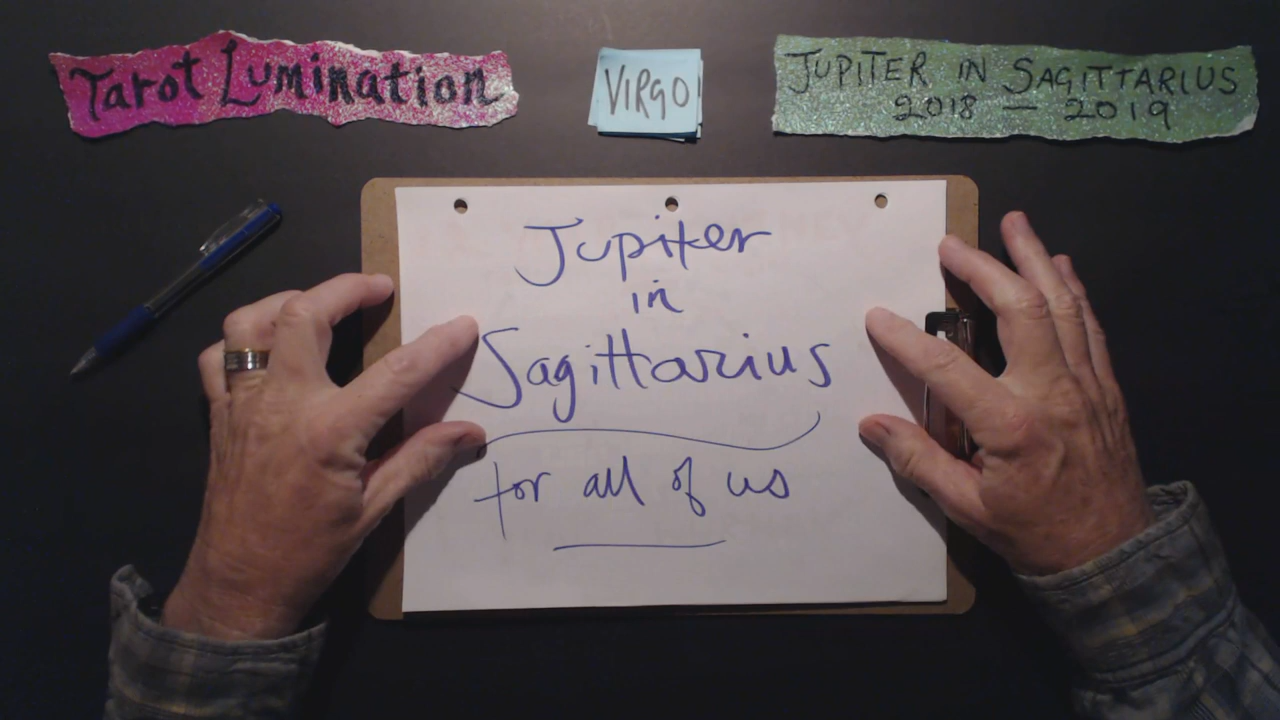 Tarot Lumination
VIRGO
JUPITER IN SAGITTARIUS
2018 — 2019
Jupiter
in
Sagittarius
for all of us